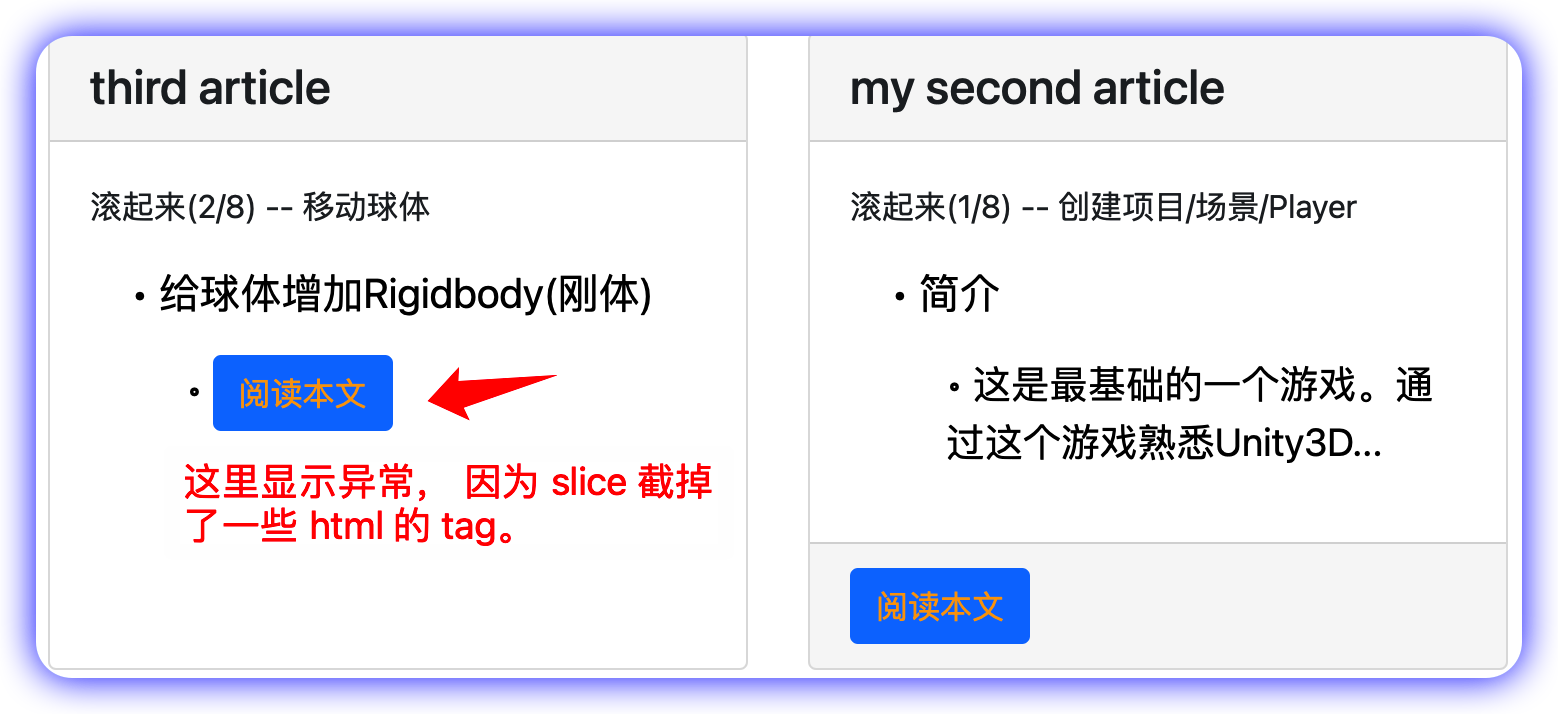 third article
滚起来(2/8) -- 移动球体
• 给球体增加Rigidbody(刚体)
阅读本文
这里显示异常， 因为 slice 截掉
了一些 html 的 tag。
my second article
滚起来(1/8) -- 创建项目/场景/Player
• 简介
◦ 这是最基础的一个游戏。通
过这个游戏熟悉Unity3D...
阅读本文